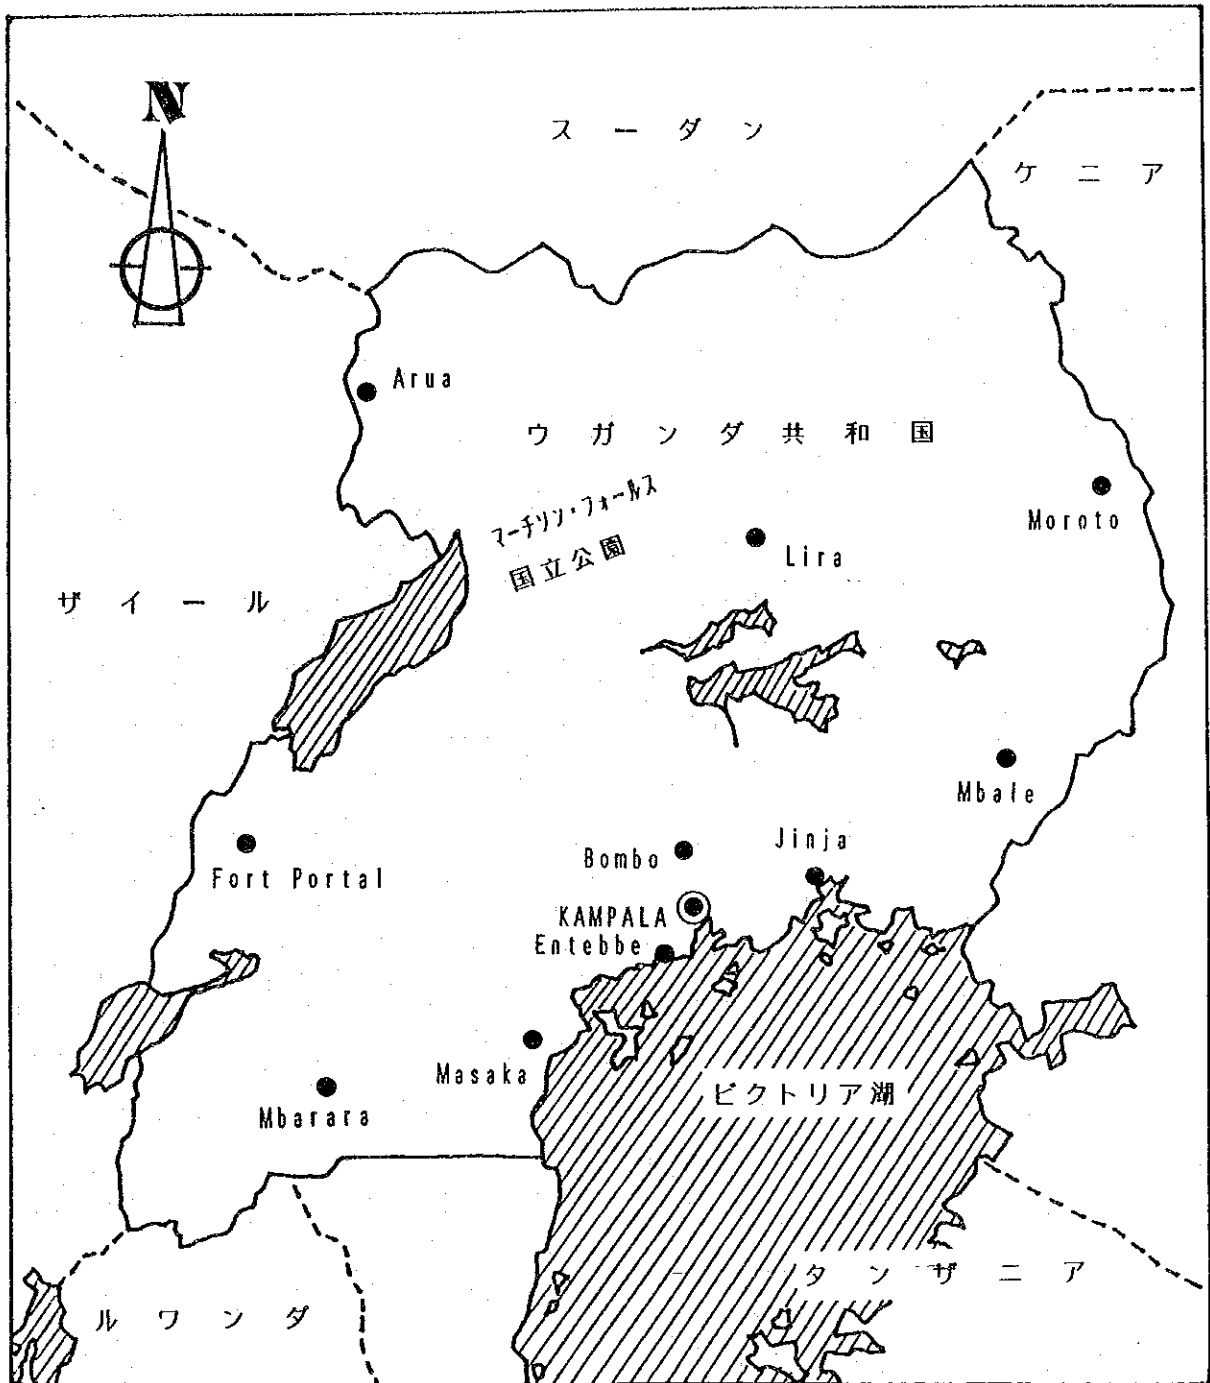 N
スーダン
ケニア
Arua
ウガンダ共和国
マーチソン・フォールス
国立公園
Moroto
Lira
ザイール
Mbale
Jinja
Bombo
Fort Portal
KAMPALA
Entebbe
Masaka
ビクトリア湖
Mbarara
タンザニア
ルワンダ